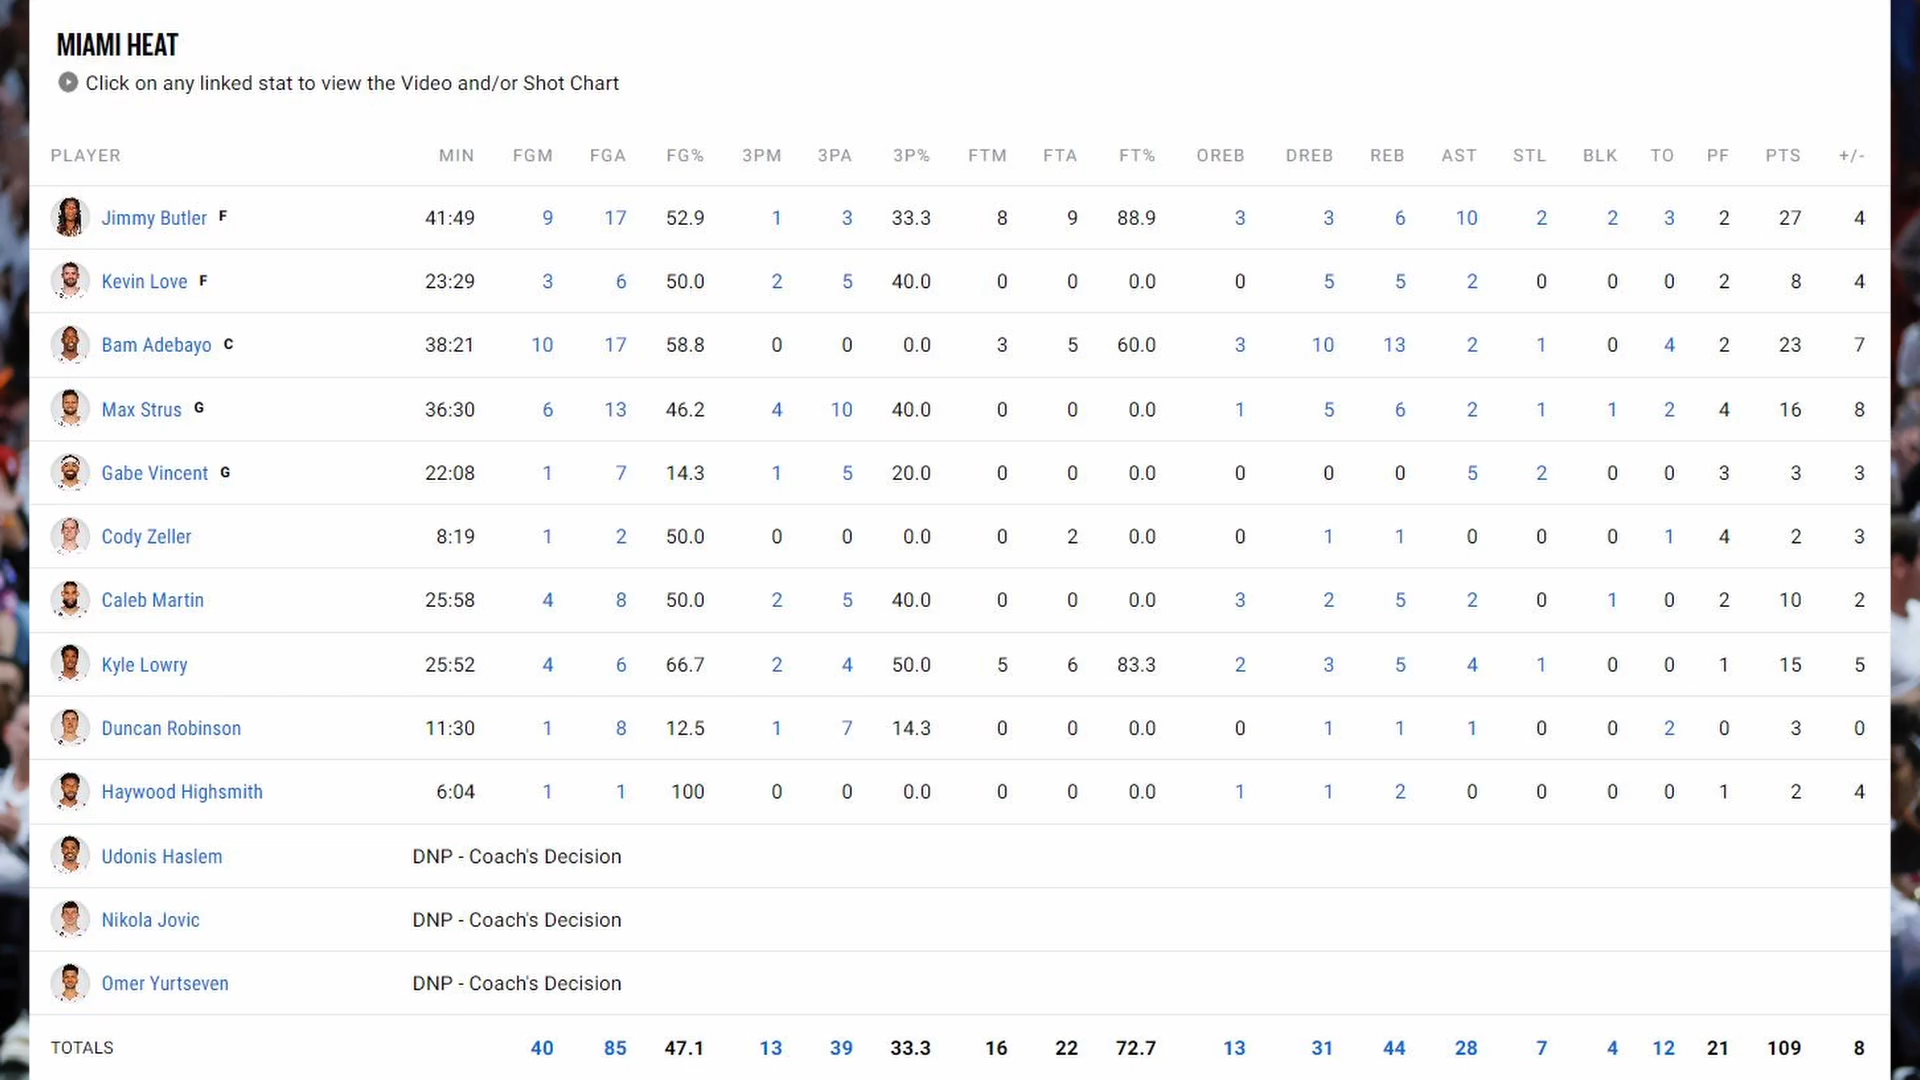 MIAMI HEAT
Click on any linked stat to view the Video and/or Shot Chart
PLAYER MIN FGM FGA FG% 3PM 3PA 3P% FTM FTA FT% OREB DREB REB AST STL BLK TO PF PTS +/-
Jimmy Butler F 41:49 9 17 52.9 1 3 33.3 8 9 88.9 3 3 6 10 2 2 3 2 27 4
Kevin Love F 23:29 3 6 50.0 2 5 40.0 0 0 0.0 0 5 5 2 0 0 0 2 8 4
Bam Adebayo C 38:21 10 17 58.8 0 0 0.0 3 5 60.0 3 10 13 2 1 0 4 2 23 7
Max Strus G 36:30 6 13 46.2 4 10 40.0 0 0 0.0 1 5 6 2 1 1 2 4 16 8
Gabe Vincent G 22:08 1 7 14.3 1 5 20.0 0 0 0.0 0 0 0 5 2 0 0 3 3 3
Cody Zeller 8:19 1 2 50.0 0 0 0.0 0 2 0.0 0 1 1 0 0 0 1 4 2 3
Caleb Martin 25:58 4 8 50.0 2 5 40.0 0 0 0.0 3 2 5 2 0 1 0 2 10 2
Kyle Lowry 25:52 4 6 66.7 2 4 50.0 5 6 83.3 2 3 5 4 1 0 0 1 15 5
Duncan Robinson 11:30 1 8 12.5 1 7 14.3 0 0 0.0 0 1 1 1 0 0 2 0 3 0
Haywood Highsmith 6:04 1 1 100 0 0 0.0 0 0 0.0 1 1 2 0 0 0 0 1 2 4
Udonis Haslem DNP - Coach's Decision
Nikola Jovic DNP - Coach's Decision
Omer Yurtseven DNP - Coach's Decision
TOTALS 40 85 47.1 13 39 33.3 16 22 72.7 13 31 44 28 7 4 12 21 109 8